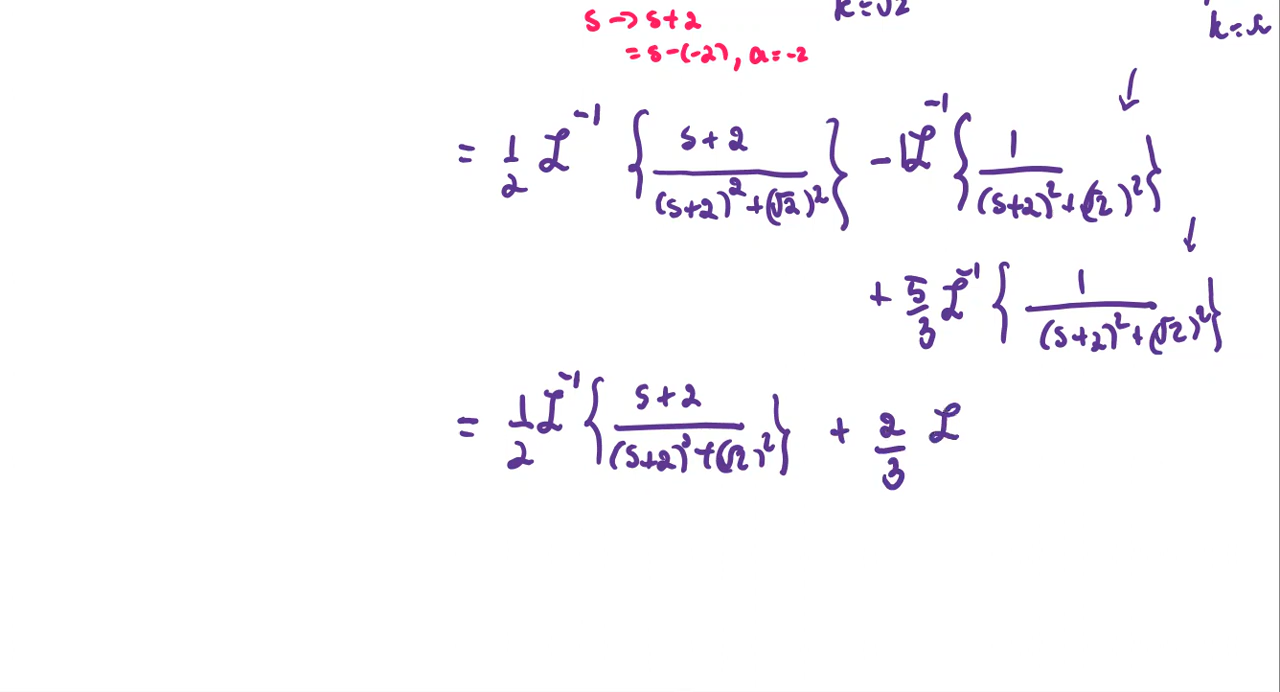 s → s+2
k=√2
= s-(-2), a=-2
= 1/2 ℒ^-1 { s+2 / (s+2)^2+(√2)^2 } - 1ℒ^-1 { 1 / (s+2)^2+(√2)^2 }
+ 5/3 ℒ^-1 { 1 / (s+2)^2+(√2)^2 }
= 1/2 ℒ^-1 { s+2 / (s+2)^2+(√2)^2 } + 2/3 ℒ